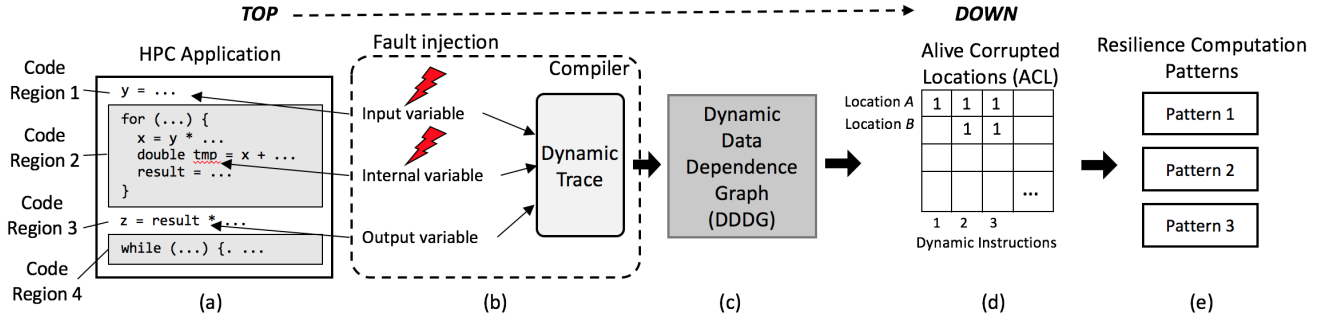 TOP
DOWN
HPC Application
Code
Region 1
y = ...
Code
Region 2
for (...) {
x = y * ...
double tmp = x + ...
result = ...
}
Code
Region 3
z = result * ...
while (...) {. ...
Code
Region 4
(a)
Fault injection
Compiler
Input variable
Internal variable
Output variable
Dynamic
Trace
(b)
Dynamic
Data
Dependence
Graph
(DDDG)
(c)
Alive Corrupted
Locations (ACL)
Location A
1 1 1
Location B
1 1
...
1 2 3
Dynamic Instructions
(d)
Resilience Computation
Patterns
Pattern 1
Pattern 2
Pattern 3
(e)